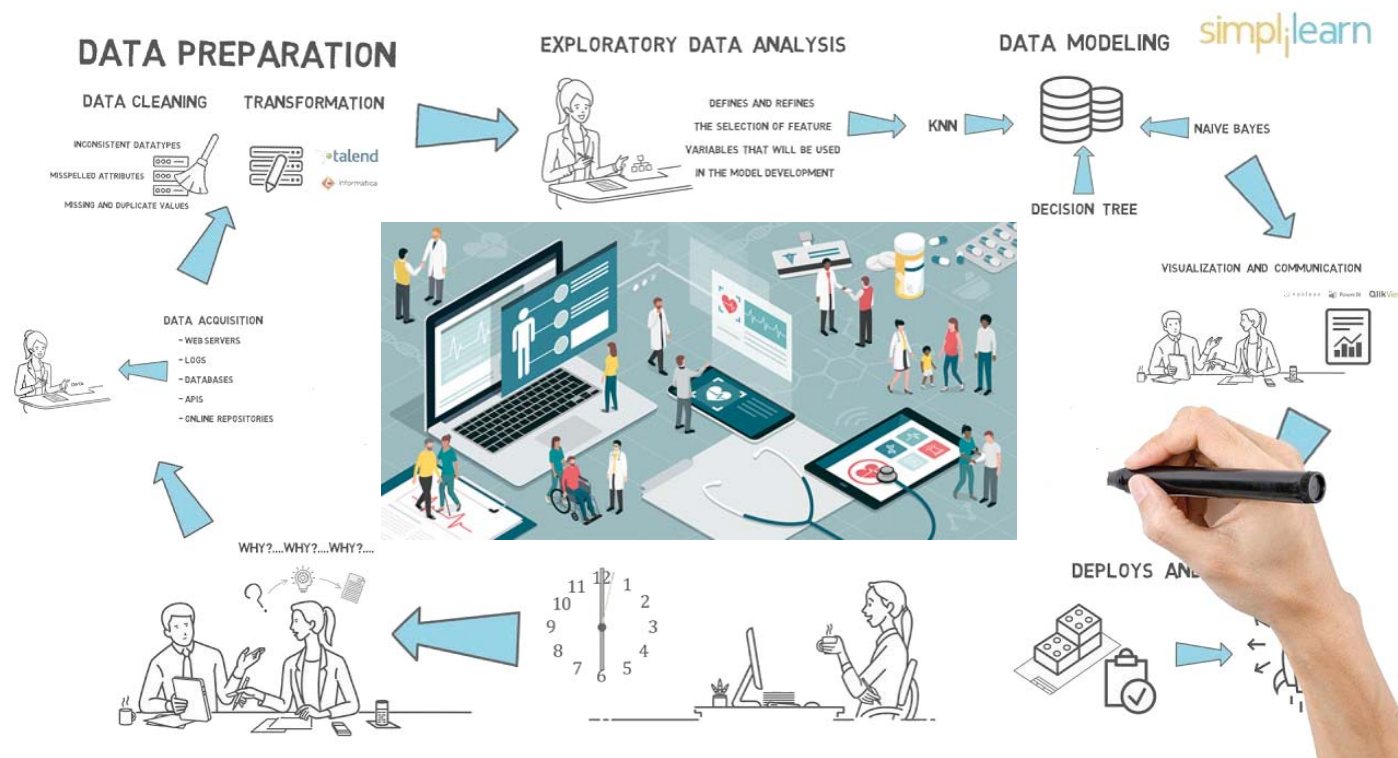 simplilearn
DATA PREPARATION
DATA CLEANING
TRANSFORMATION
INCONSISTENT DATATYPES
MISSPELLED ATTRIBUTES
MISSING AND DUPLICATE VALUES
talend
Informatica
EXPLORATORY DATA ANALYSIS
DEFINES AND REFINES
THE SELECTION OF FEATURE
VARIABLES THAT WILL BE USED
IN THE MODEL DEVELOPMENT
DATA MODELING
KNN
NAIVE BAYES
DECISION TREE
VISUALIZATION AND COMMUNICATION
Power BI
DATA ACQUISITION
- WEB SERVERS
- LOGS
- DATABASES
- APIS
- ONLINE REPOSITORIES
DATA
WHY?....WHY?....WHY?....
12
1
2
3
4
5
6
7
8
9
10
11
DEPLOYS